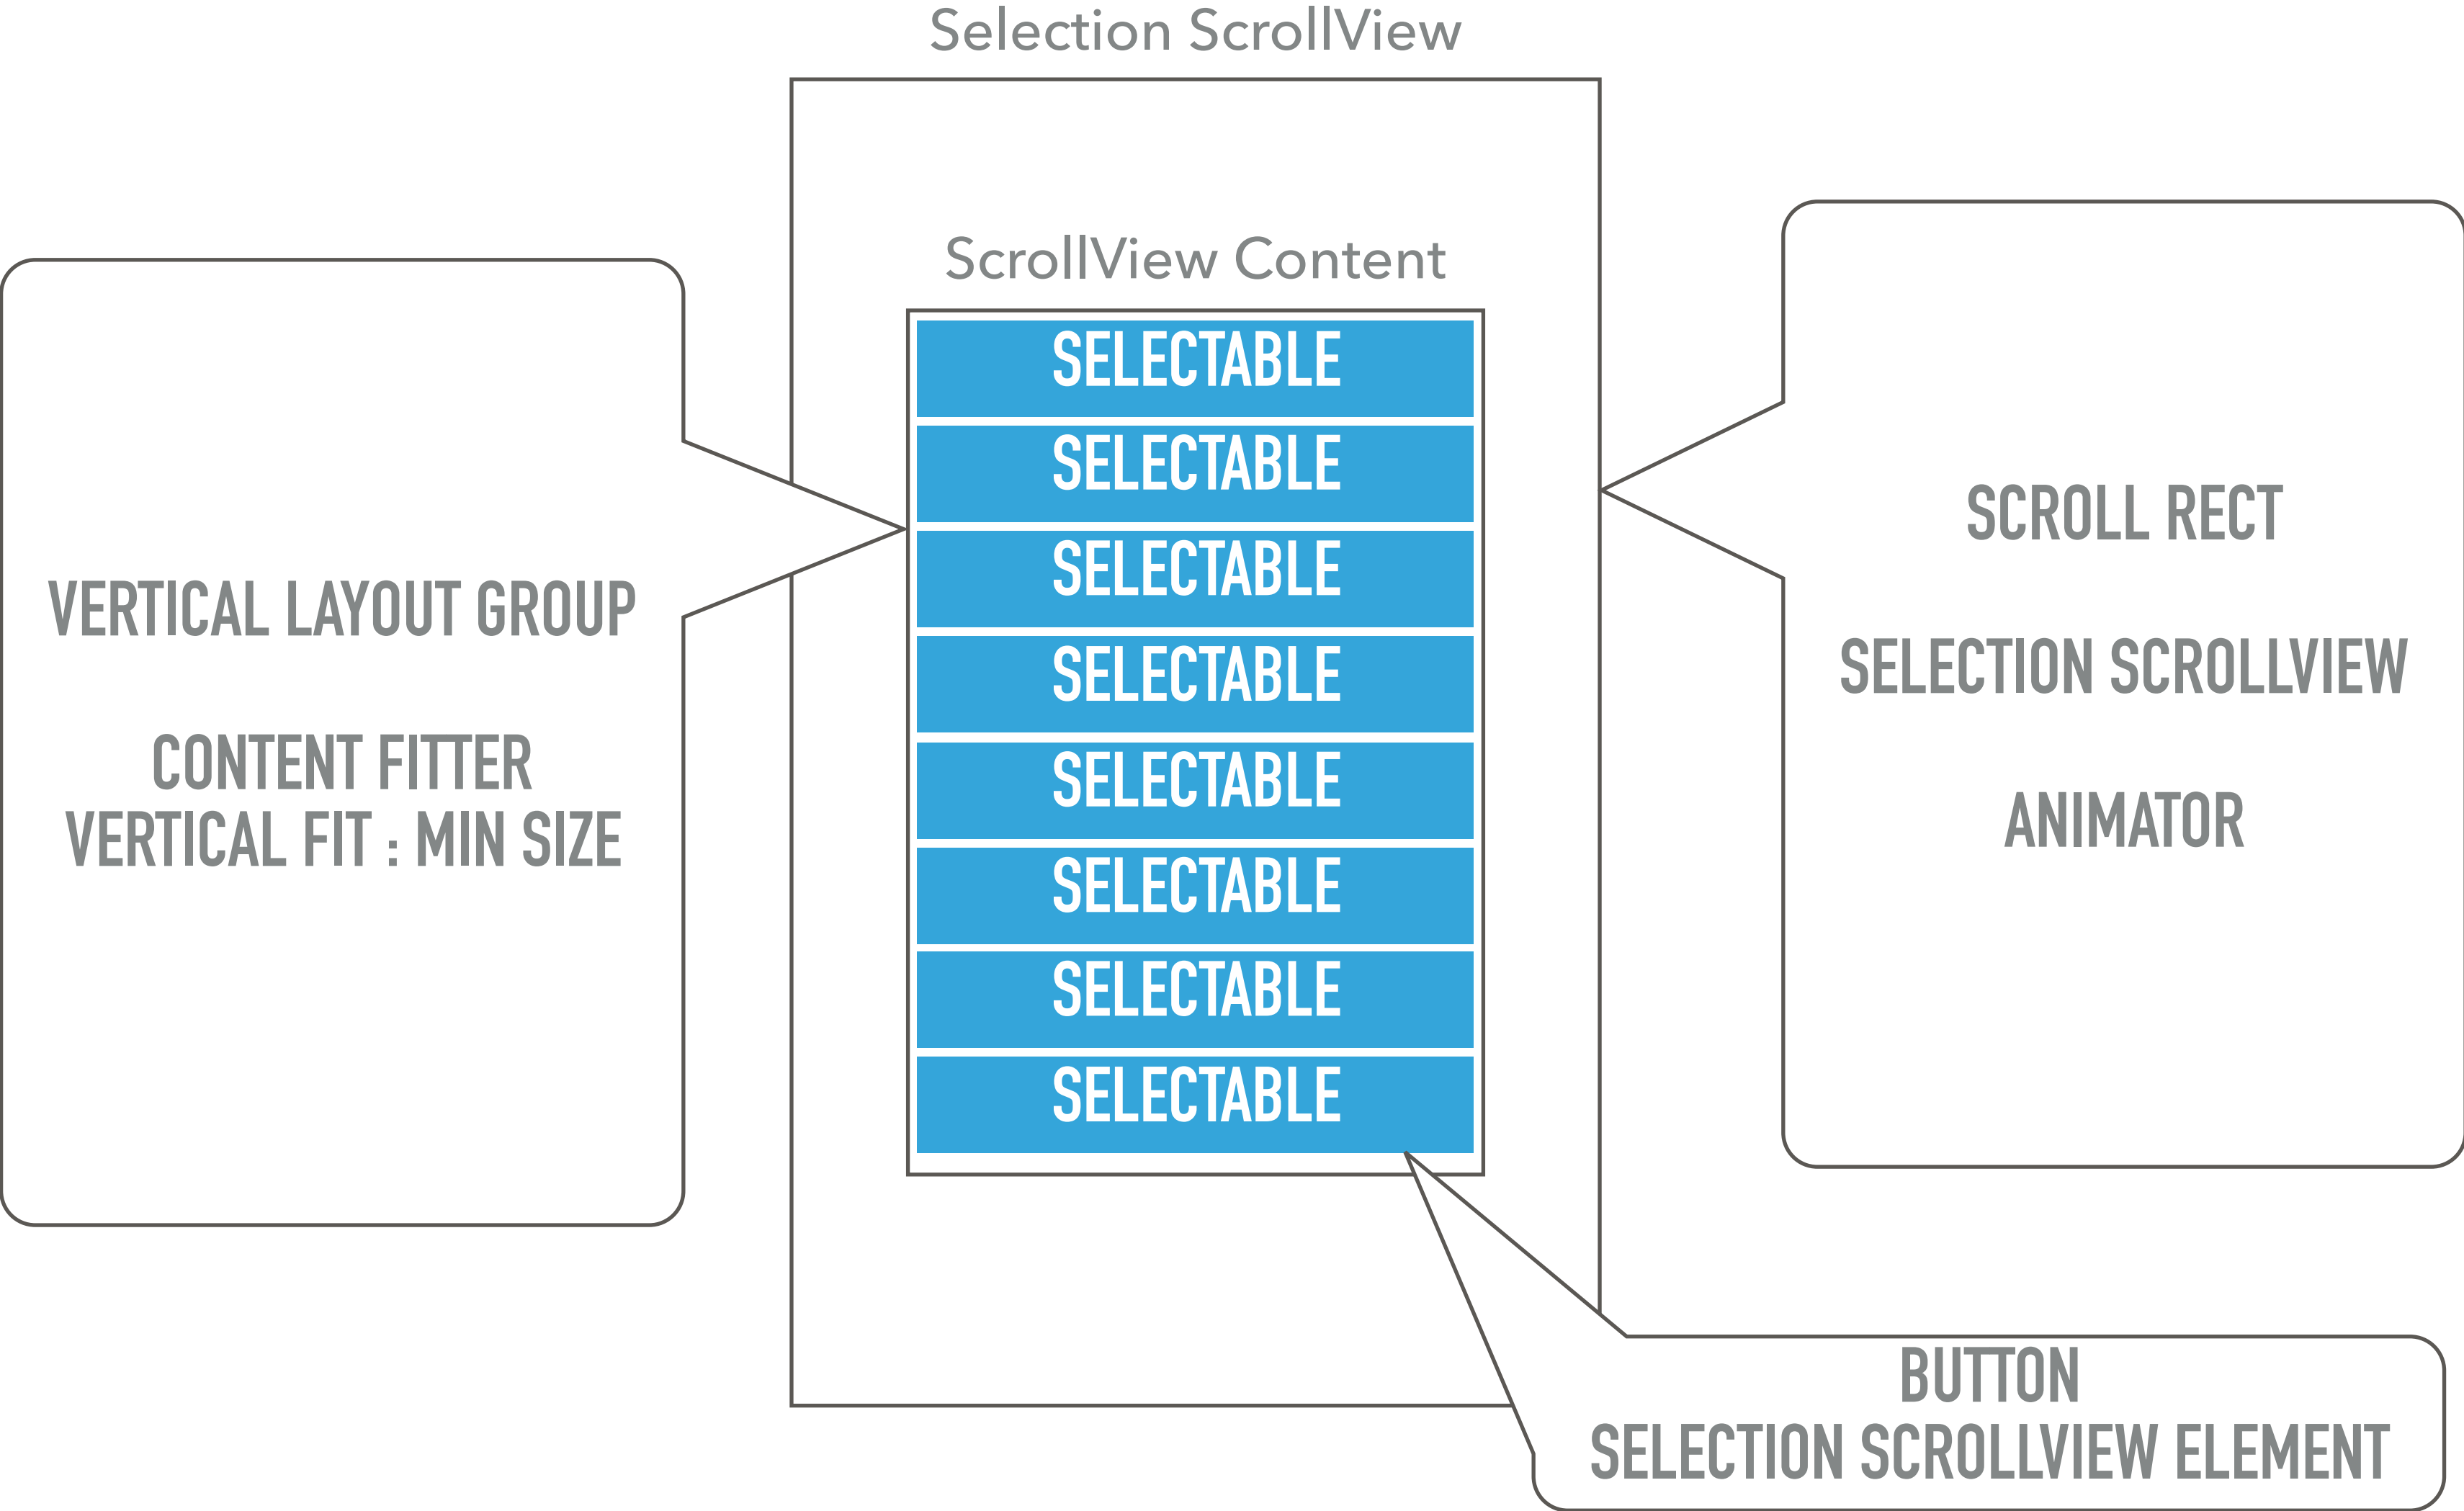 Selection ScrollView
ScrollView Content
SELECTABLE
SELECTABLE
SELECTABLE
SELECTABLE
SELECTABLE
SELECTABLE
SELECTABLE
SELECTABLE
VERTICAL LAYOUT GROUP
CONTENT FITTER
VERTICAL FIT : MIN SIZE
SCROLL RECT
SELECTION SCROLLVIEW
ANIMATOR
BUTTON
SELECTION SCROLLVIEW ELEMENT